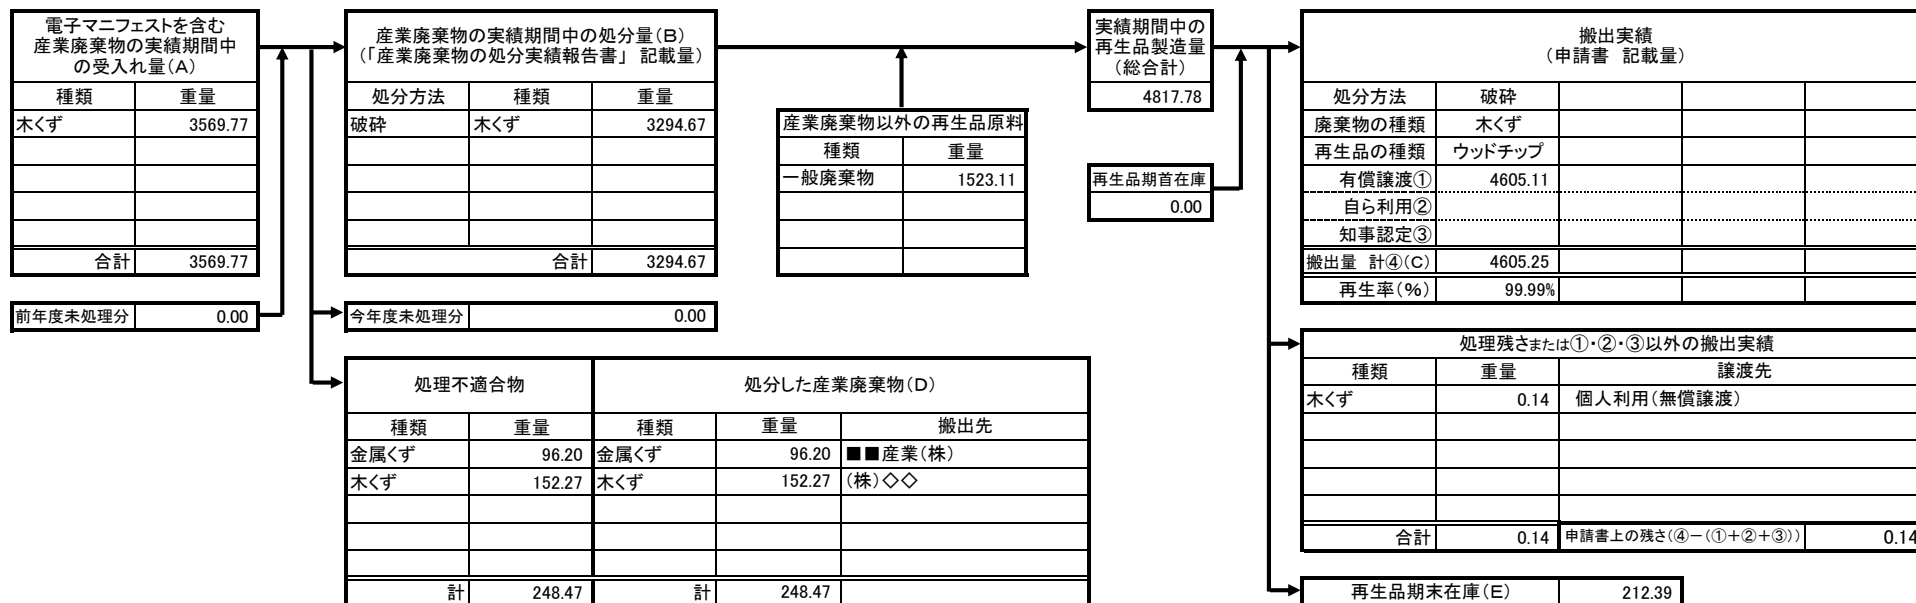 電子マニフェストを含む
産業廃棄物の実績期間中
の受入れ量(A)
種類 重量
木くず 3569.77
合計 3569.77
前年度未処理分 0.00
産業廃棄物の実績期間中の処分量(B)
(「産業廃棄物の処分実績報告書」 記載量)
処分方法 種類 重量
破砕 木くず 3294.67
合計 3294.67
今年度未処理分 0.00
処理不適合物 処分した産業廃棄物(D)
種類 重量 種類 重量 搬出先
金属くず 96.20 金属くず 96.20 ■■産業(株)
木くず 152.27 木くず 152.27 (株)◇◇
計 248.47 計 248.47
産業廃棄物以外の再生品原料
種類 重量
一般廃棄物 1523.11
実績期間中の
再生品製造量
(総合計)
4817.78
再生品期首在庫
0.00
搬出実績
(申請書 記載量)
処分方法 破砕
廃棄物の種類 木くず
再生品の種類 ウッドチップ
有償譲渡① 4605.11
自ら利用②
知事認定③
搬出量 計④(C) 4605.25
再生率(%) 99.99%
処理残さまたは①・②・③以外の搬出実績
種類 重量 譲渡先
木くず 0.14 個人利用(無償譲渡)
合計 0.14 申請書上の残さ(④-(①+②+③)) 0.14
再生品期末在庫(E) 212.39